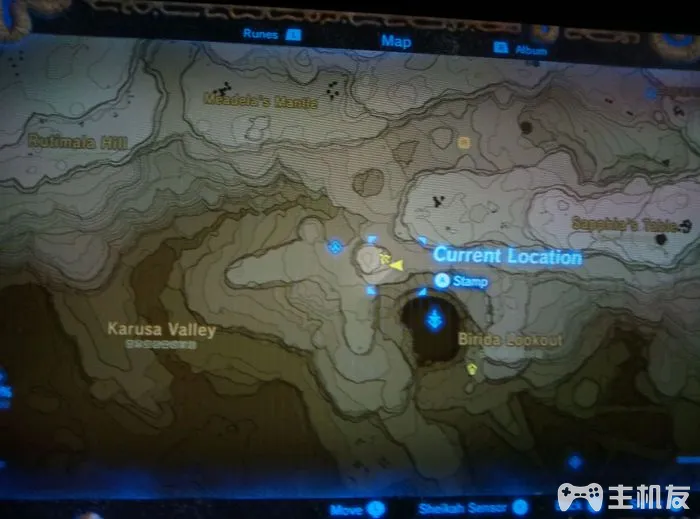 Runes L
Map
R Album
Meadela's Mantle
Rutimala Hill
Sapphia's Table
Current Location
A Stamp
Karusa Valley
Birida Lookout
Move L
Sheikah Sensor
主机友